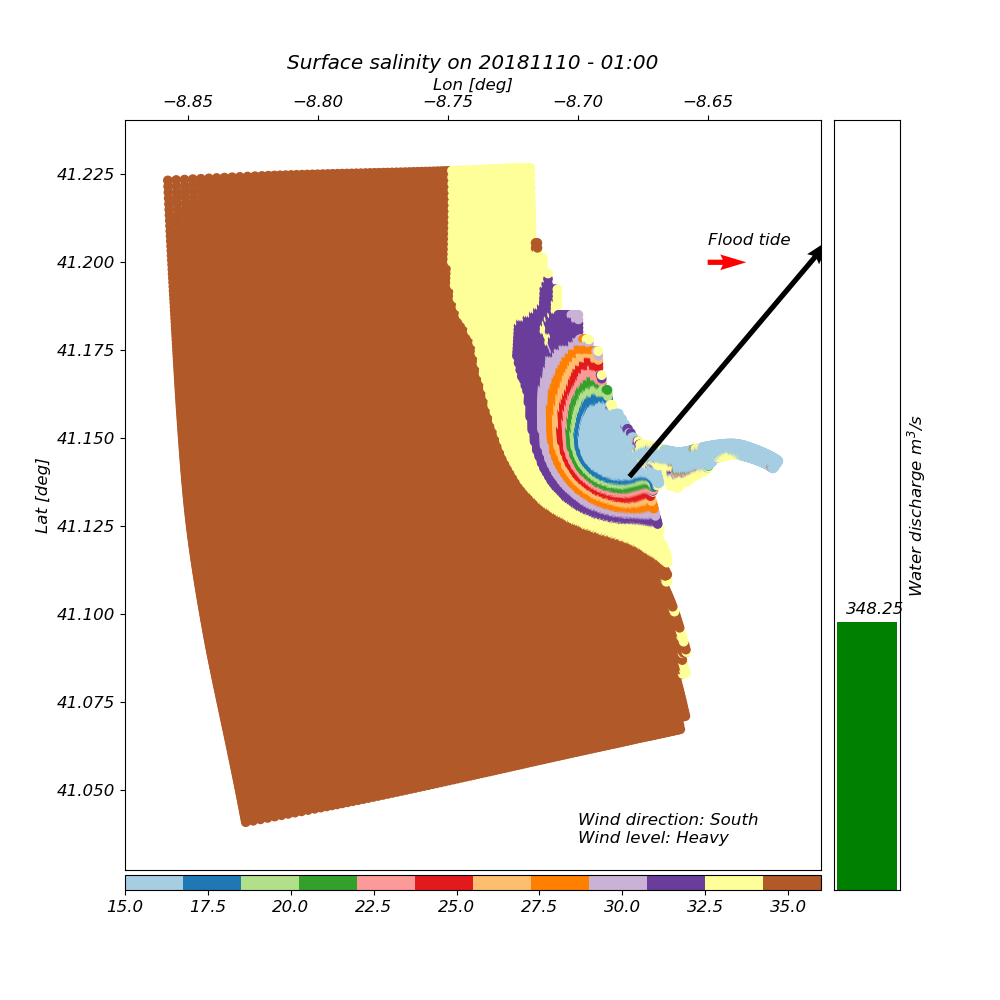 Surface salinity on 20181110 - 01:00
Lon [deg]
−8.85 −8.80 −8.75 −8.70 −8.65
41.225
41.200
41.175
41.150
41.125
41.100
41.075
41.050
Lat [deg]
Flood tide
Wind direction: South
Wind level: Heavy
348.25
Water discharge m³/s
15.0 17.5 20.0 22.5 25.0 27.5 30.0 32.5 35.0